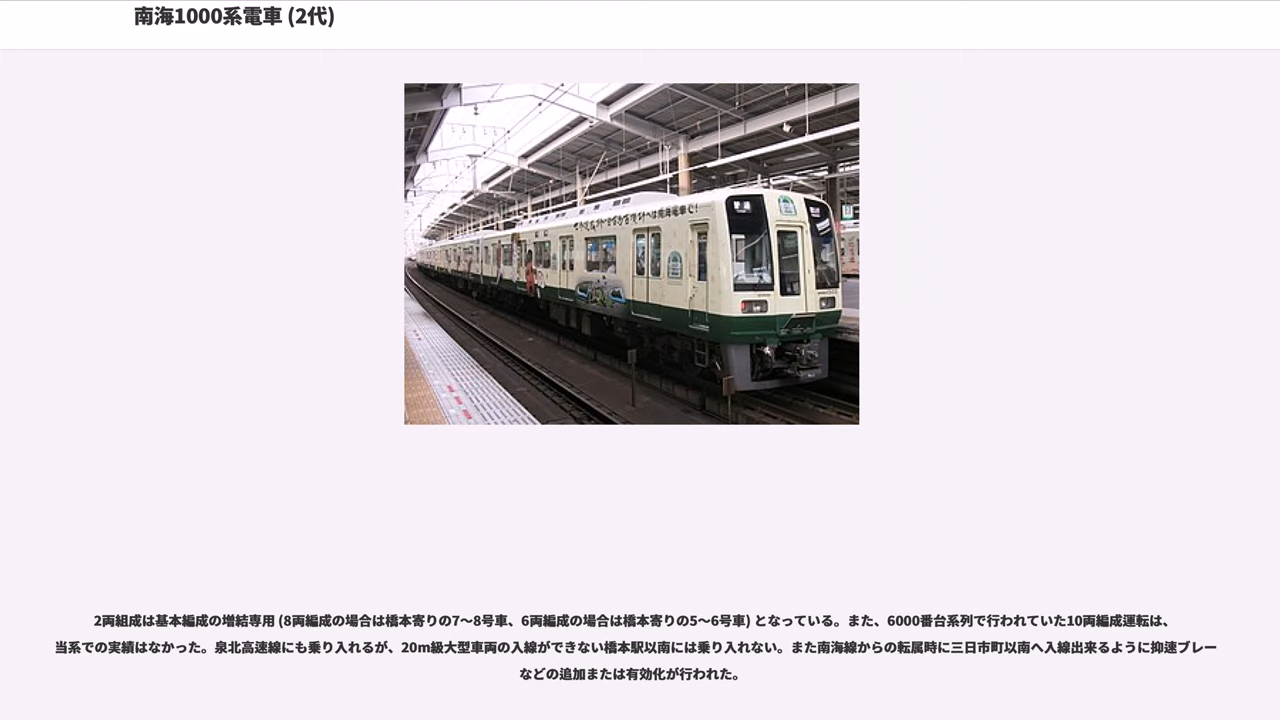 南海1000系電車 (2代)
2両組成は基本編成の増結専用 (8両編成の場合は橋本寄りの7〜8号車、6両編成の場合は橋本寄りの5〜6号車) となっている。また、6000番台系列で行われていた10両編成運転は、
当系での実績はなかった。泉北高速線にも乗り入れるが、20m級大型車両の入線ができない橋本駅以南には乗り入れない。また南海線からの転属時に三日市町以南へ入線出来るように抑速ブレー
などの追加または有効化が行われた。